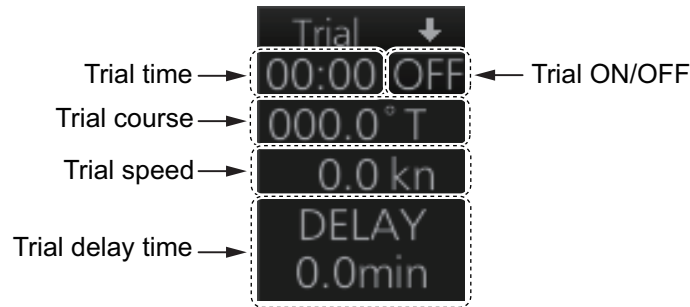 Trial ↓
Trial time 00:00 OFF Trial ON/OFF
Trial course 000.0°T
Trial speed 0.0 kn
Trial delay time DELAY
0.0min